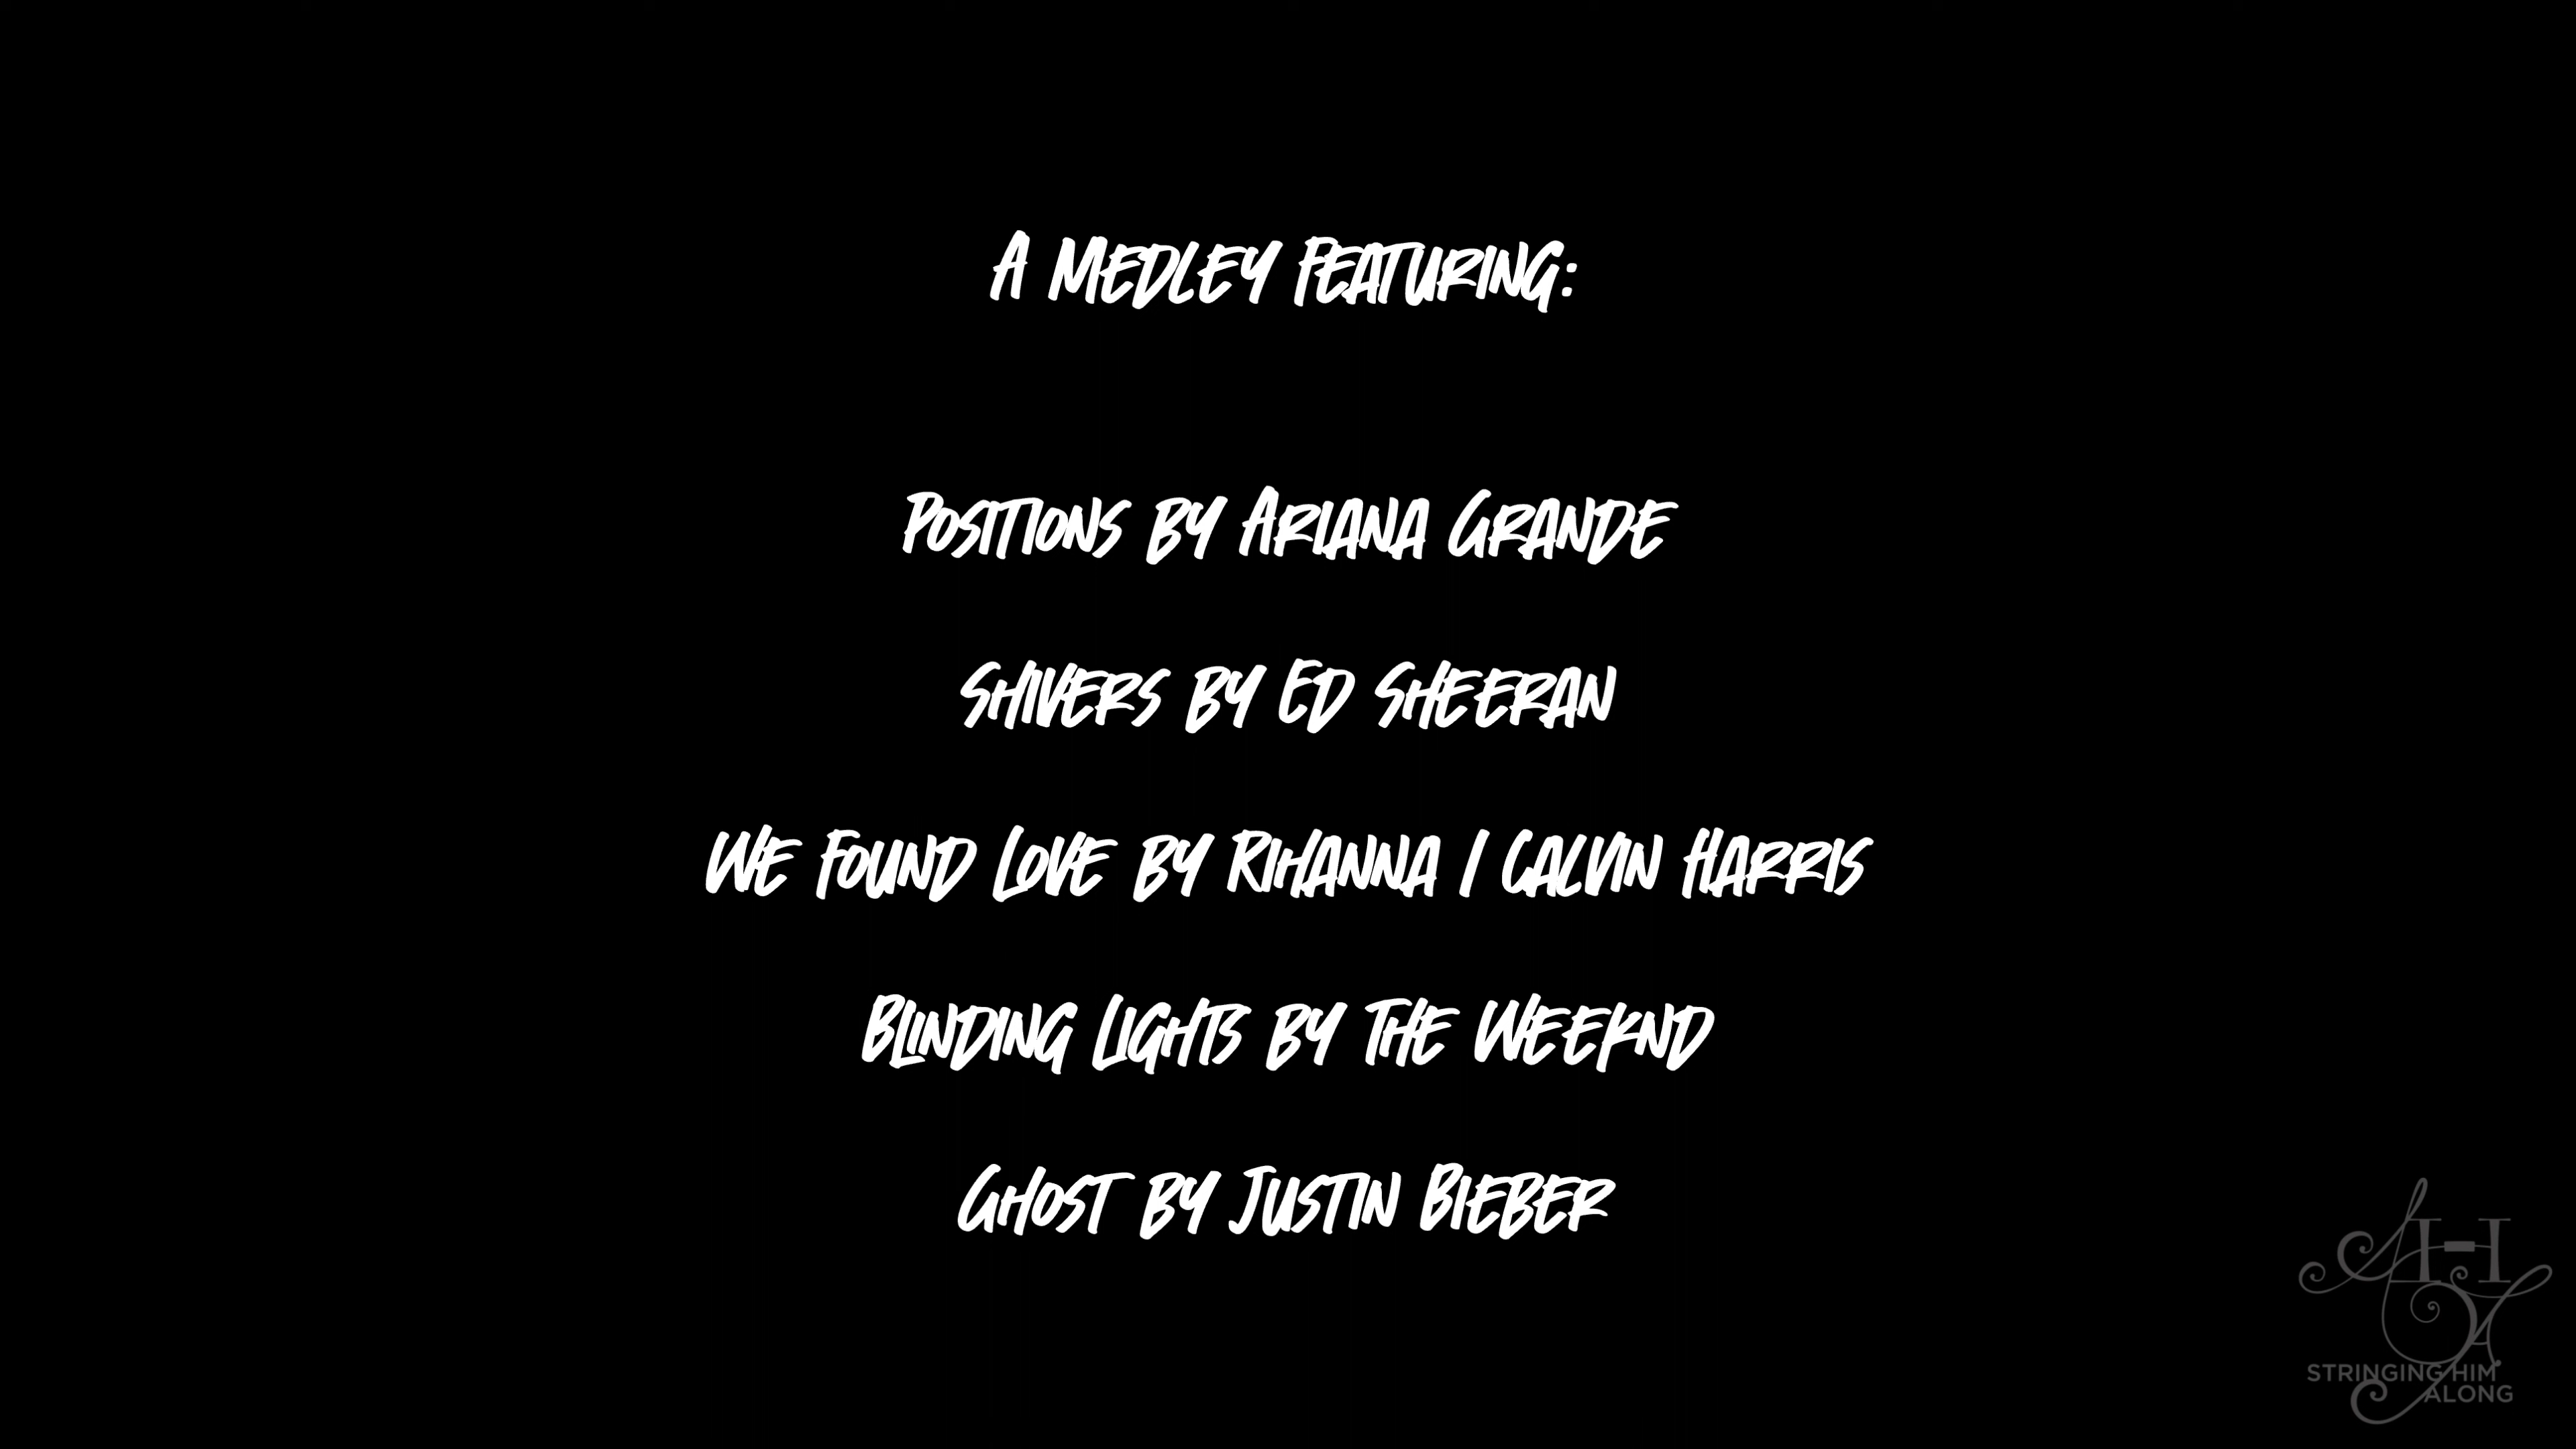 A Medley Featuring:
Positions by Ariana Grande
Shivers by Ed Sheeran
We Found Love by Rihanna / Calvin Harris
Blinding Lights by The Weeknd
Ghost by Justin Bieber
STRINGING HIM
ALONG